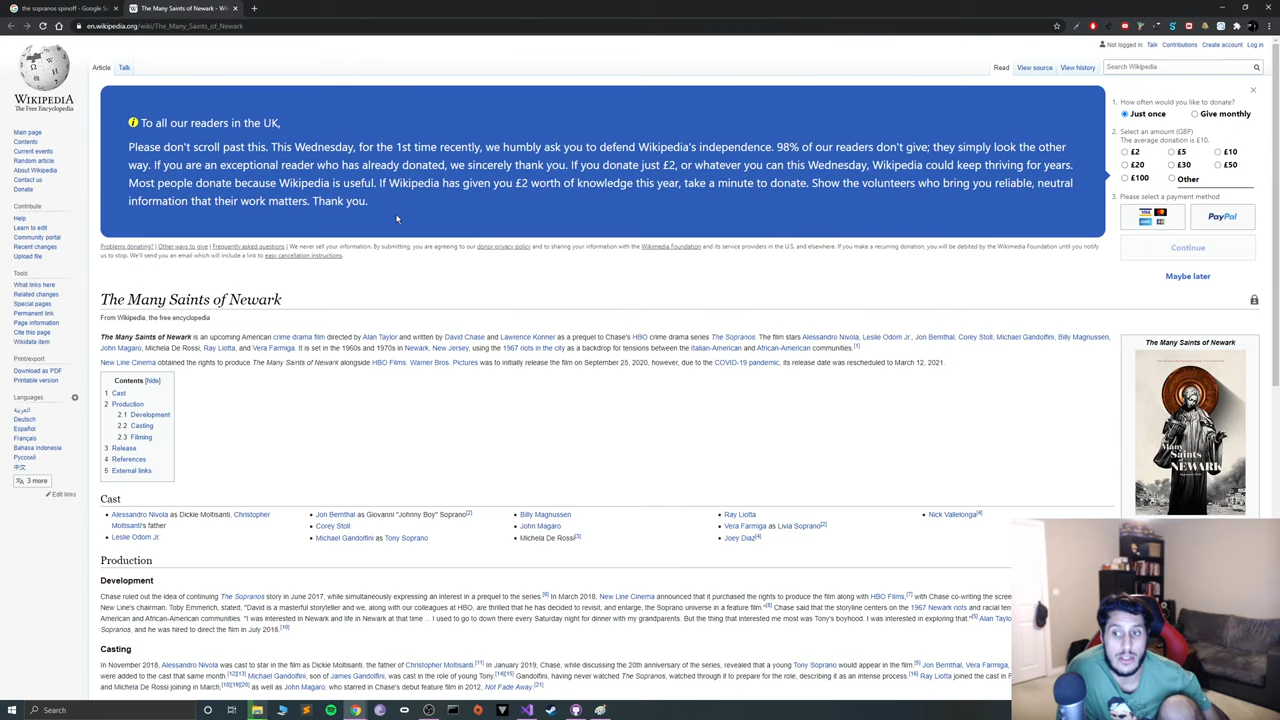 the sopranos spinoff - Google S
The Many Saints of Newark - Wi
en.wikipedia.org/wiki/The_Many_Saints_of_Newark
Not logged in Talk Contributions Create account Log in
Article Talk
Read View source View history
Search Wikipedia
WIKIPEDIA
The Free Encyclopedia
Main page
Contents
Current events
Random article
About Wikipedia
Contact us
Donate
Contribute
Help
Learn to edit
Community portal
Recent changes
Upload file
Tools
What links here
Related changes
Special pages
Permanent link
Page information
Cite this page
Wikidata item
Print/export
Download as PDF
Printable version
Languages
العربية
Deutsch
Español
Français
Bahasa Indonesia
Русский
中文
3 more
Edit links
To all our readers in the UK,
Please don't scroll past this. This Wednesday, for the 1st time recently, we humbly ask you to defend Wikipedia's independence. 98% of our readers don't give; they simply look the other
way. If you are an exceptional reader who has already donated, we sincerely thank you. If you donate just £2, or whatever you can this Wednesday, Wikipedia could keep thriving for years.
Most people donate because Wikipedia is useful. If Wikipedia has given you £2 worth of knowledge this year, take a minute to donate. Show the volunteers who bring you reliable, neutral
information that their work matters. Thank you.
1. How often would you like to donate?
Just once Give monthly
2. Select an amount (GBP)
The average donation is £10.
£2 £5 £10
£20 £30 £50
£100 Other
3. Please select a payment method
VISA
PayPal
Continue
Maybe later
Problems donating? | Other ways to give | Frequently asked questions | We never sell your information. By submitting, you are agreeing to our donor privacy policy and to sharing your information with the Wikimedia Foundation and its service providers in the U.S. and elsewhere. If you make a recurring donation, you will be debited by the Wikimedia Foundation until you notify
us to stop. We'll send you an email which will include a link to easy cancellation instructions.
The Many Saints of Newark
From Wikipedia, the free encyclopedia
The Many Saints of Newark is an upcoming American crime drama film directed by Alan Taylor and written by David Chase and Lawrence Konner as a prequel to Chase's HBO crime drama series The Sopranos. The film stars Alessandro Nivola, Leslie Odom Jr., Jon Bernthal, Corey Stoll, Michael Gandolfini, Billy Magnussen,
John Magaro, Michela De Rossi, Ray Liotta, and Vera Farmiga. It is set in the 1960s and 1970s in Newark, New Jersey, using the 1967 riots in the city as a backdrop for tensions between the Italian-American and African-American communities.[1]
New Line Cinema obtained the rights to produce The Many Saints of Newark alongside HBO Films. Warner Bros. Pictures was to initially release the film on September 25, 2020, however, due to the COVID-19 pandemic, its release date was rescheduled to March 12, 2021.
Contents [hide]
1 Cast
2 Production
2.1 Development
2.2 Casting
2.3 Filming
3 Release
4 References
5 External links
The Many Saints of Newark
Many
Saints of
NEWARK
Cast
Alessandro Nivola as Dickie Moltisanti, Christopher
Moltisanti's father
Leslie Odom Jr.
Jon Bernthal as Giovanni "Johnny Boy" Soprano[2]
Corey Stoll
Michael Gandolfini as Tony Soprano
Billy Magnussen
John Magaro
Michela De Rossi[3]
Ray Liotta
Vera Farmiga as Livia Soprano[2]
Joey Diaz[4]
Nick Vallelonga[4]
Production
Development
Chase ruled out the idea of continuing The Sopranos story in June 2017, while simultaneously expressing an interest in a prequel to the series.[6] In March 2018, New Line Cinema announced that it purchased the rights to produce the film along with HBO Films,[7] with Chase co-writing the scre
New Line's chairman, Toby Emmerich, stated, "David is a masterful storyteller and we, along with our colleagues at HBO, are thrilled that he has decided to revisit, and enlarge, the Soprano universe in a feature film."[8] Chase said that the storyline centers on the 1967 Newark riots and racial ten
American and African-American communities. "I was interested in Newark and life in Newark at that time ... I used to go down there every Saturday night for dinner with my grandparents. But the thing that interested me most was Tony's boyhood. I was interested in exploring that."[5] Alan Taylo
Sopranos, and he was hired to direct the film in July 2018.[10]
Casting
In November 2018, Alessandro Nivola was cast to star in the film as Dickie Moltisanti, the father of Christopher Moltisanti.[11] In January 2019, Chase, while discussing the 20th anniversary of the series, revealed that a young Tony Soprano would appear in the film.[5] Jon Bernthal, Vera Farmiga,
were added to the cast that same month.[12][13] Michael Gandolfini, son of James Gandolfini, was cast in the role of young Tony.[14][15] Gandolfini, having never watched The Sopranos, watched through it to prepare for the role, describing it as an intense process.[16] Ray Liotta joined the cast in F
and Michela De Rossi joining in March,[18][19][20] as well as John Magaro, who starred in Chase's debut feature film in 2012, Not Fade Away.[21]
Search